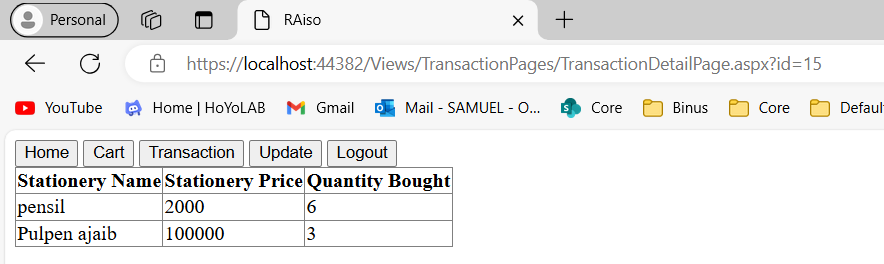 Personal RAiso
https://localhost:44382/Views/TransactionPages/TransactionDetailPage.aspx?id=15
YouTube Home | HoYoLAB Gmail Mail - SAMUEL - O... Core Binus Core Defaul
Home Cart Transaction Update Logout
Stationery Name Stationery Price Quantity Bought
pensil 2000 6
Pulpen ajaib 100000 3